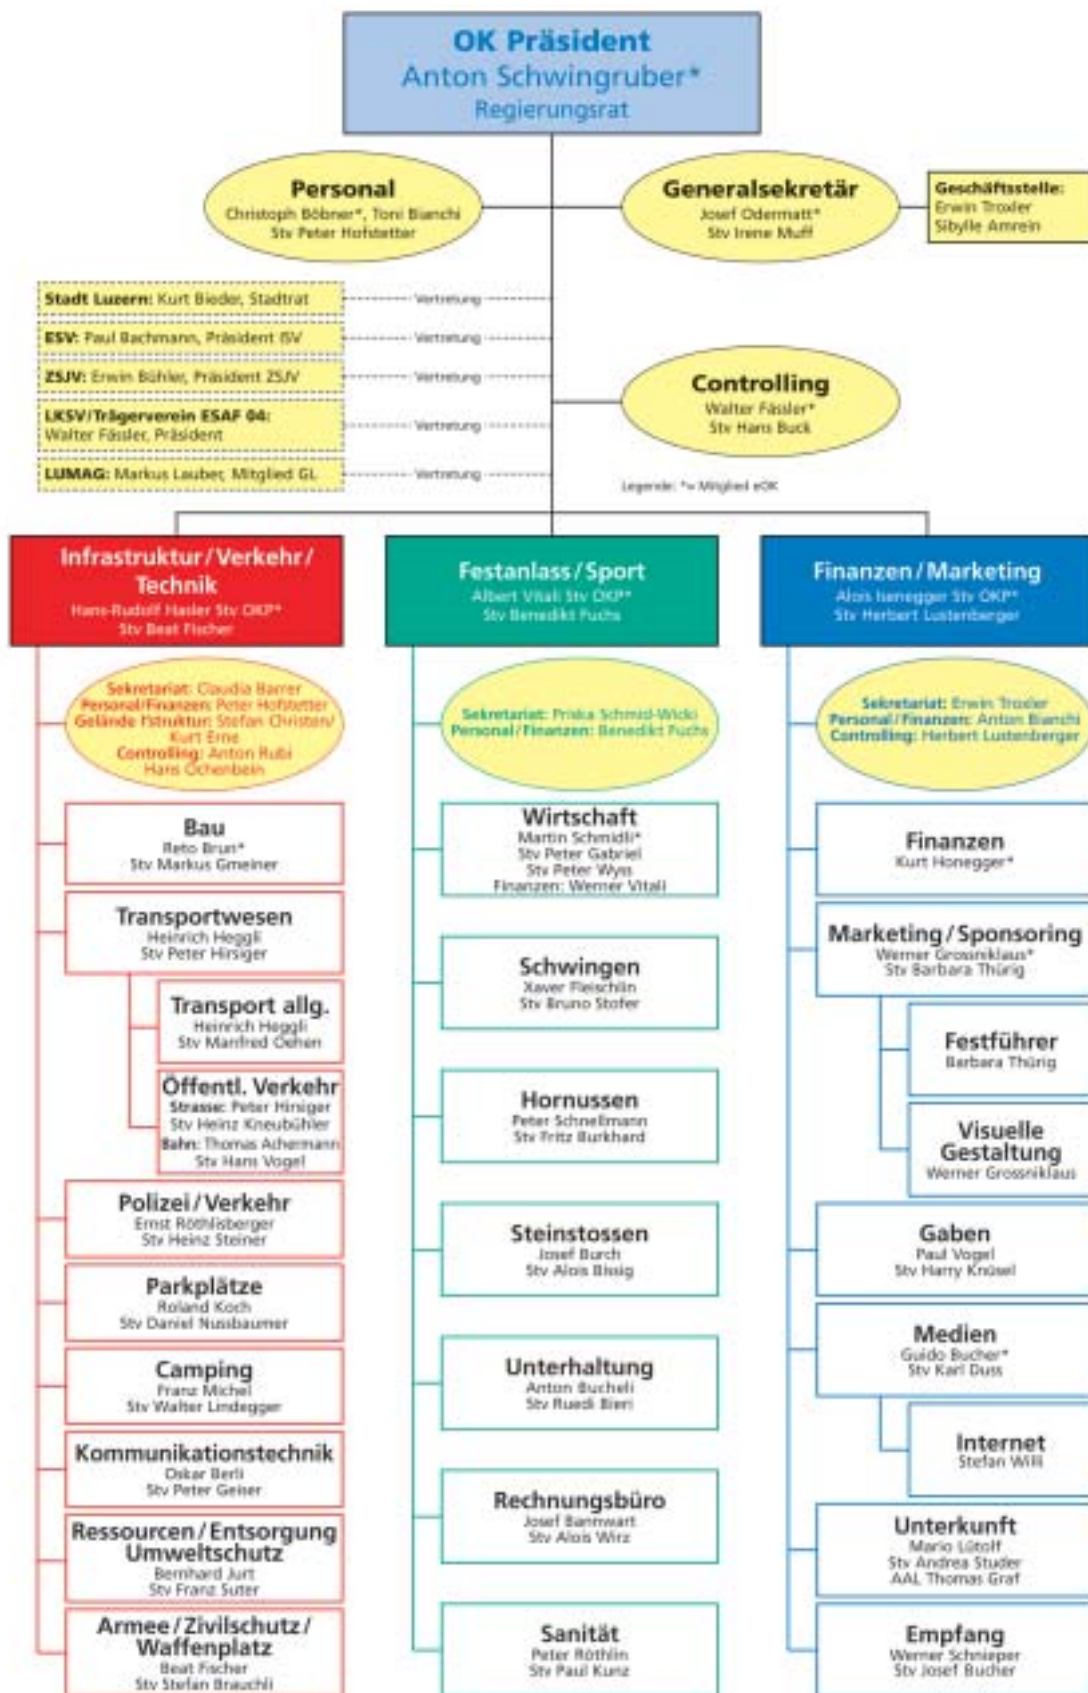 OK Präsident
Anton Schwingruber*
Regierungsrat
Personal
Christoph Böbner*, Toni Bianchi
Stv Peter Hofstetter
Generalsekretär
Josef Odermatt*
Stv Irene Muff
Geschäftsstelle:
Erwin Troxler
Sibylle Amrein
Stadt Luzern: Kurt Bieder, Stadtrat
Vertretung
ESV: Paul Bachmann, Präsident
Vertretung
ZSJV: Erwin Bühler, Präsident ZSJV
Vertretung
LKSV/Trägerverein ESAF 04:
Walter Fässler, Präsident
Vertretung
LUMAG: Markus Lauber, Mitglied GL
Vertretung
Controlling
Walter Fässler*
Stv Hans Buck
Legende: *= Mitglied eOK
Infrastruktur/Verkehr/
Technik
Hans-Rudolf Hasler Stv OKP*
Stv Beat Fischer
Sekretariat: Claudia Barrer
Personal/Finanzen: Peter Hofstetter
Gelände fstruktur: Stefan Christen/
Kurt Erne
Controlling: Anton Rubi
Hans Ochenbein
Bau
Reto Brun*
Stv Markus Gmeiner
Transportwesen
Heinrich Heggli
Stv Peter Hirsiger
Transport allg.
Heinrich Heggli
Stv Manfred Oehen
Öffentl. Verkehr
Strasse: Peter Hirsiger
Stv Heinz Kneubühler
Bahn: Thomas Achermann
Stv Hans Vogel
Polizei/Verkehr
Ernst Röthlisberger
Stv Heinz Steiner
Parkplätze
Roland Koch
Stv Daniel Nussbaumer
Camping
Franz Michel
Stv Walter Lindegger
Kommunikationstechnik
Oskar Berli
Stv Peter Geiser
Ressourcen/Entsorgung
Umweltschutz
Bernhard Jurt
Stv Franz Suter
Armee/Zivilschutz/
Waffenplatz
Beat Fischer
Stv Stefan Brauchli
Festanlass/Sport
Albert Vitali Stv OKP*
Stv Benedikt Fuchs
Sekretariat: Priska Schmid-Wicki
Personal/Finanzen: Benedikt Fuchs
Wirtschaft
Martin Schmidli*
Stv Peter Gabriel
Stv Peter Wyss
Finanzen: Werner Vitali
Schwingen
Xaver Fleischlin
Stv Bruno Stofer
Hornussen
Peter Schnellmann
Stv Fritz Burkhard
Steinstossen
Josef Burch
Stv Alois Bissig
Unterhaltung
Anton Bucheli
Stv Ruedi Bieri
Rechnungsbüro
Josef Bannwart
Stv Alois Wirz
Sanität
Peter Röthlin
Stv Paul Kunz
Finanzen/Marketing
Alois Isenegger Stv OKP*
Stv Herbert Lustenberger
Sekretariat: Erwin Troxler
Personal/Finanzen: Anton Bianchi
Controlling: Herbert Lustenberger
Finanzen
Kurt Honegger*
Marketing/Sponsoring
Werner Grossniklaus*
Stv Barbara Thürig
Festführer
Barbara Thürig
Visuelle
Gestaltung
Werner Grossniklaus
Gaben
Paul Vogel
Stv Harry Knüsel
Medien
Guido Bucher*
Stv Karl Duss
Internet
Stefan Willi
Unterkunft
Mario Lütolf
Stv Andrea Studer
AAL Thomas Graf
Empfang
Werner Schnieper
Stv Josef Bucher